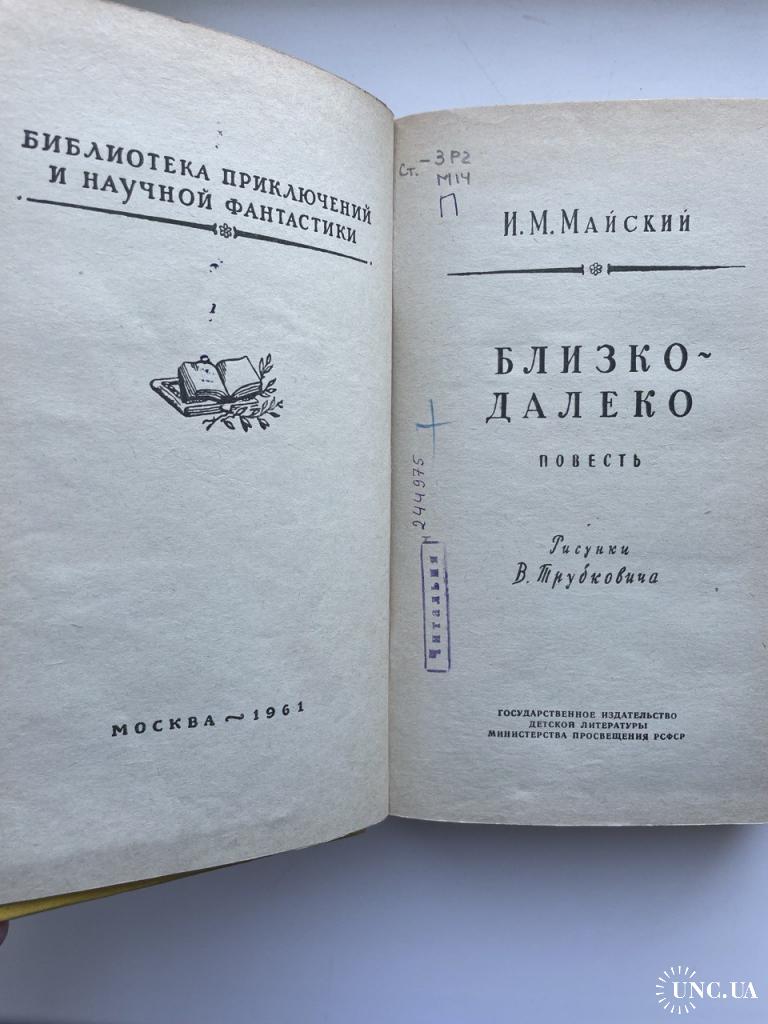 БИБЛИОТЕКА ПРИКЛЮЧЕНИЙ
И НАУЧНОЙ ФАНТАСТИКИ
МОСКВА ~ 1961
Ст. - 3Р2
М14
П
И. М. МАЙСКИЙ
БЛИЗКО~
ДАЛЕКО
ПОВЕСТЬ
Рисунки
В. Трубковича
244975
Читальня
ГОСУДАРСТВЕННОЕ ИЗДАТЕЛЬСТВО
ДЕТСКОЙ ЛИТЕРАТУРЫ
МИНИСТЕРСТВА ПРОСВЕЩЕНИЯ РСФСР
UNC.UA